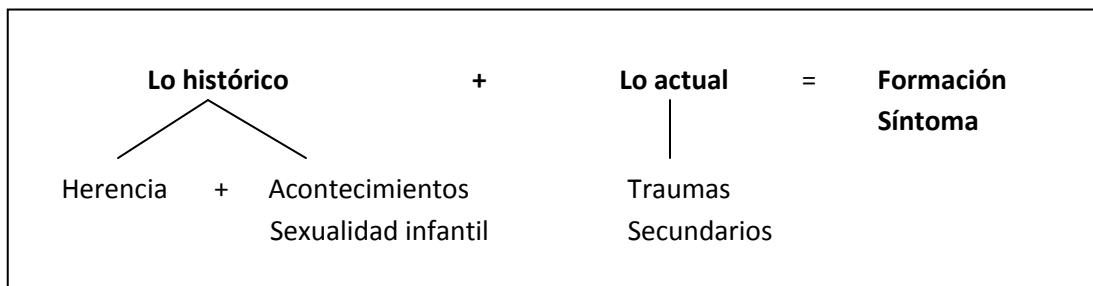 Lo histórico + Lo actual = Formación
Síntoma
Herencia + Acontecimientos Traumas
Sexualidad infantil Secundarios